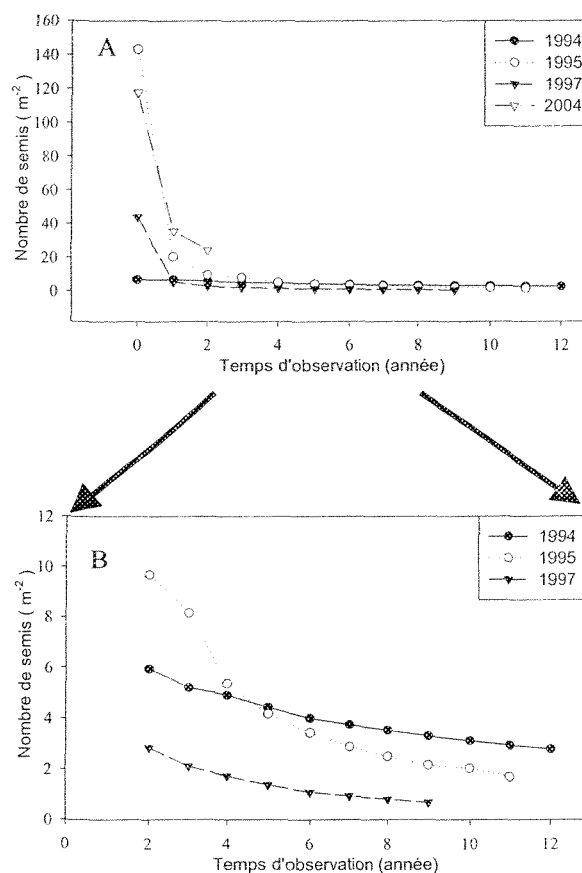 160
140
120
100
80
60
40
20
0
Nombre de semis ( m-2 )
A
1994
1995
1997
2004
0 2 4 6 8 10 12
Temps d'observation (année)
12
10
8
6
4
2
0
Nombre de semis ( m-2 )
B
1994
1995
1997
0 2 4 6 8 10 12
Temps d'observation (année)